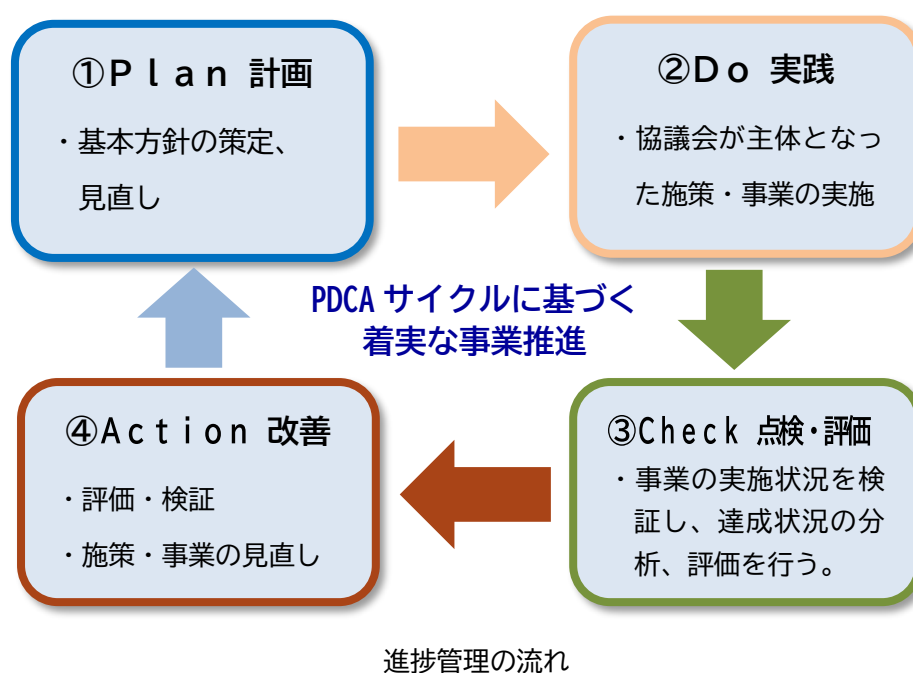 ①Ｐｌａｎ 計画
・基本方針の策定、
見直し
②Ｄｏ 実践
・協議会が主体となっ
た施策・事業の実施
PDCA サイクルに基づく
着実な事業推進
③Ｃｈｅｃｋ 点検・評価
・事業の実施状況を検
証し、達成状況の分
析、評価を行う。
④Ａｃｔｉｏｎ 改善
・評価・検証
・施策・事業の見直し
進捗管理の流れ